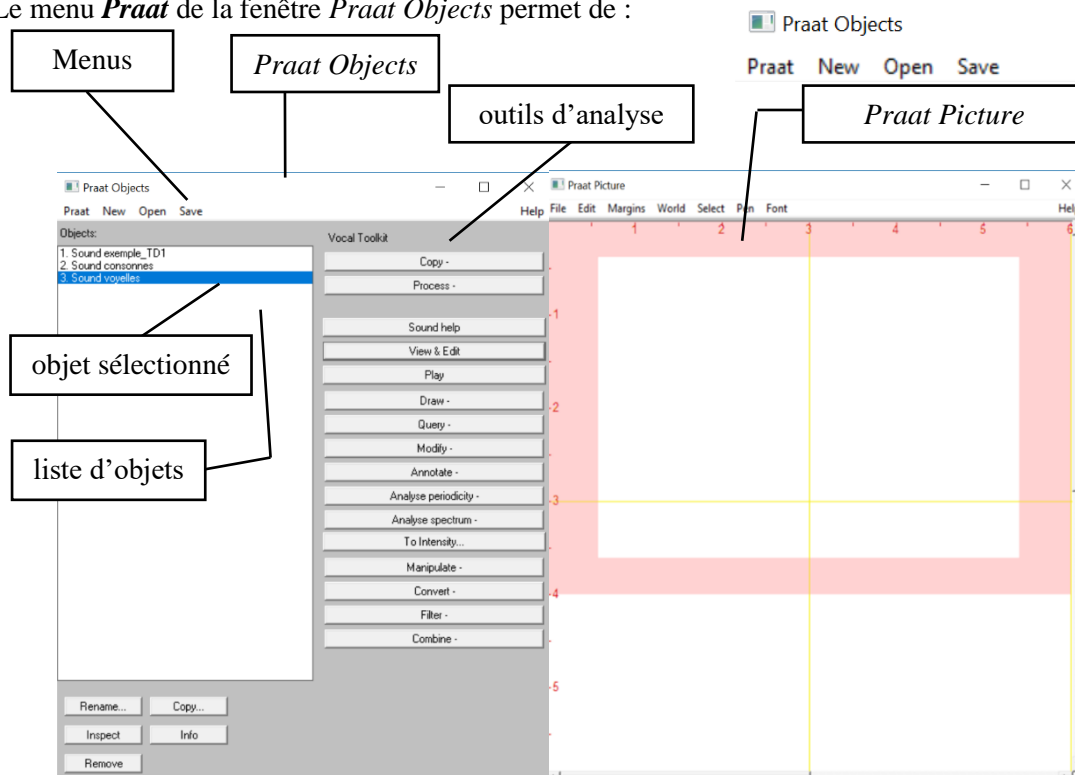 Le menu Praat de la fenêtre Praat Objects permet de :
Praat Objects
Praat New Open Save
Menus
Praat Objects
outils d'analyse
Praat Picture
Praat Objects
Praat New Open Save Help
Objects:
1. Sound exemple_TD1
2. Sound consonnes
3. Sound voyelles
objet sélectionné
liste d'objets
Vocal Toolkit
Copy -
Process -
Sound help
View & Edit
Play
Draw -
Query -
Modify -
Annotate -
Analyse periodicity -
Analyse spectrum -
To Intensity...
Manipulate -
Convert -
Filter -
Combine -
Rename... Copy...
Inspect Info
Remove
Praat Picture
File Edit Margins World Select Pen Font Help
1 2 3 4 5 6
1
2
3
4
5